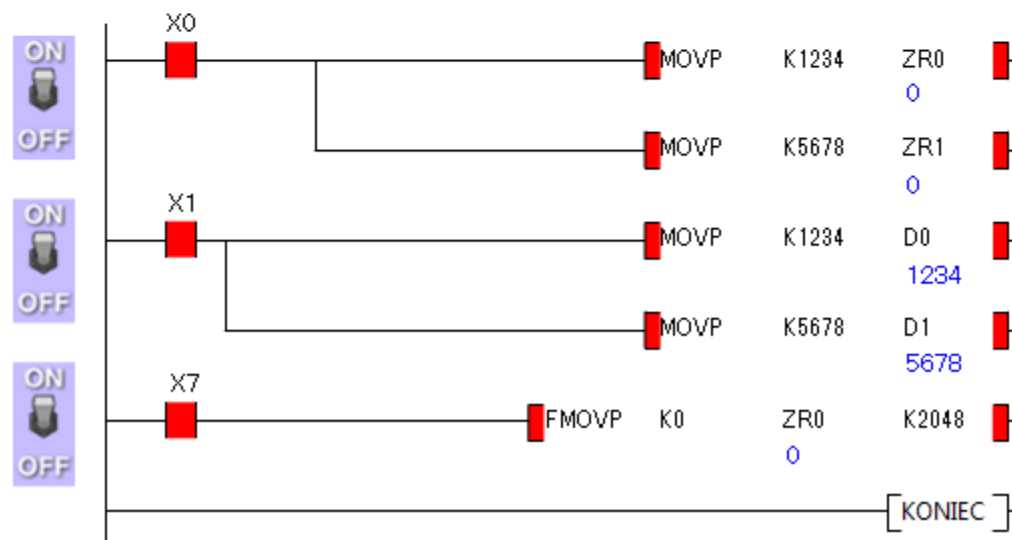 X0
ON
OFF
MOVP K1234 ZR0
0
MOVP K5678 ZR1
0
X1
ON
OFF
MOVP K1234 D0
1234
MOVP K5678 D1
5678
X7
ON
OFF
FMOVP K0 ZR0 K2048
0
KONIEC